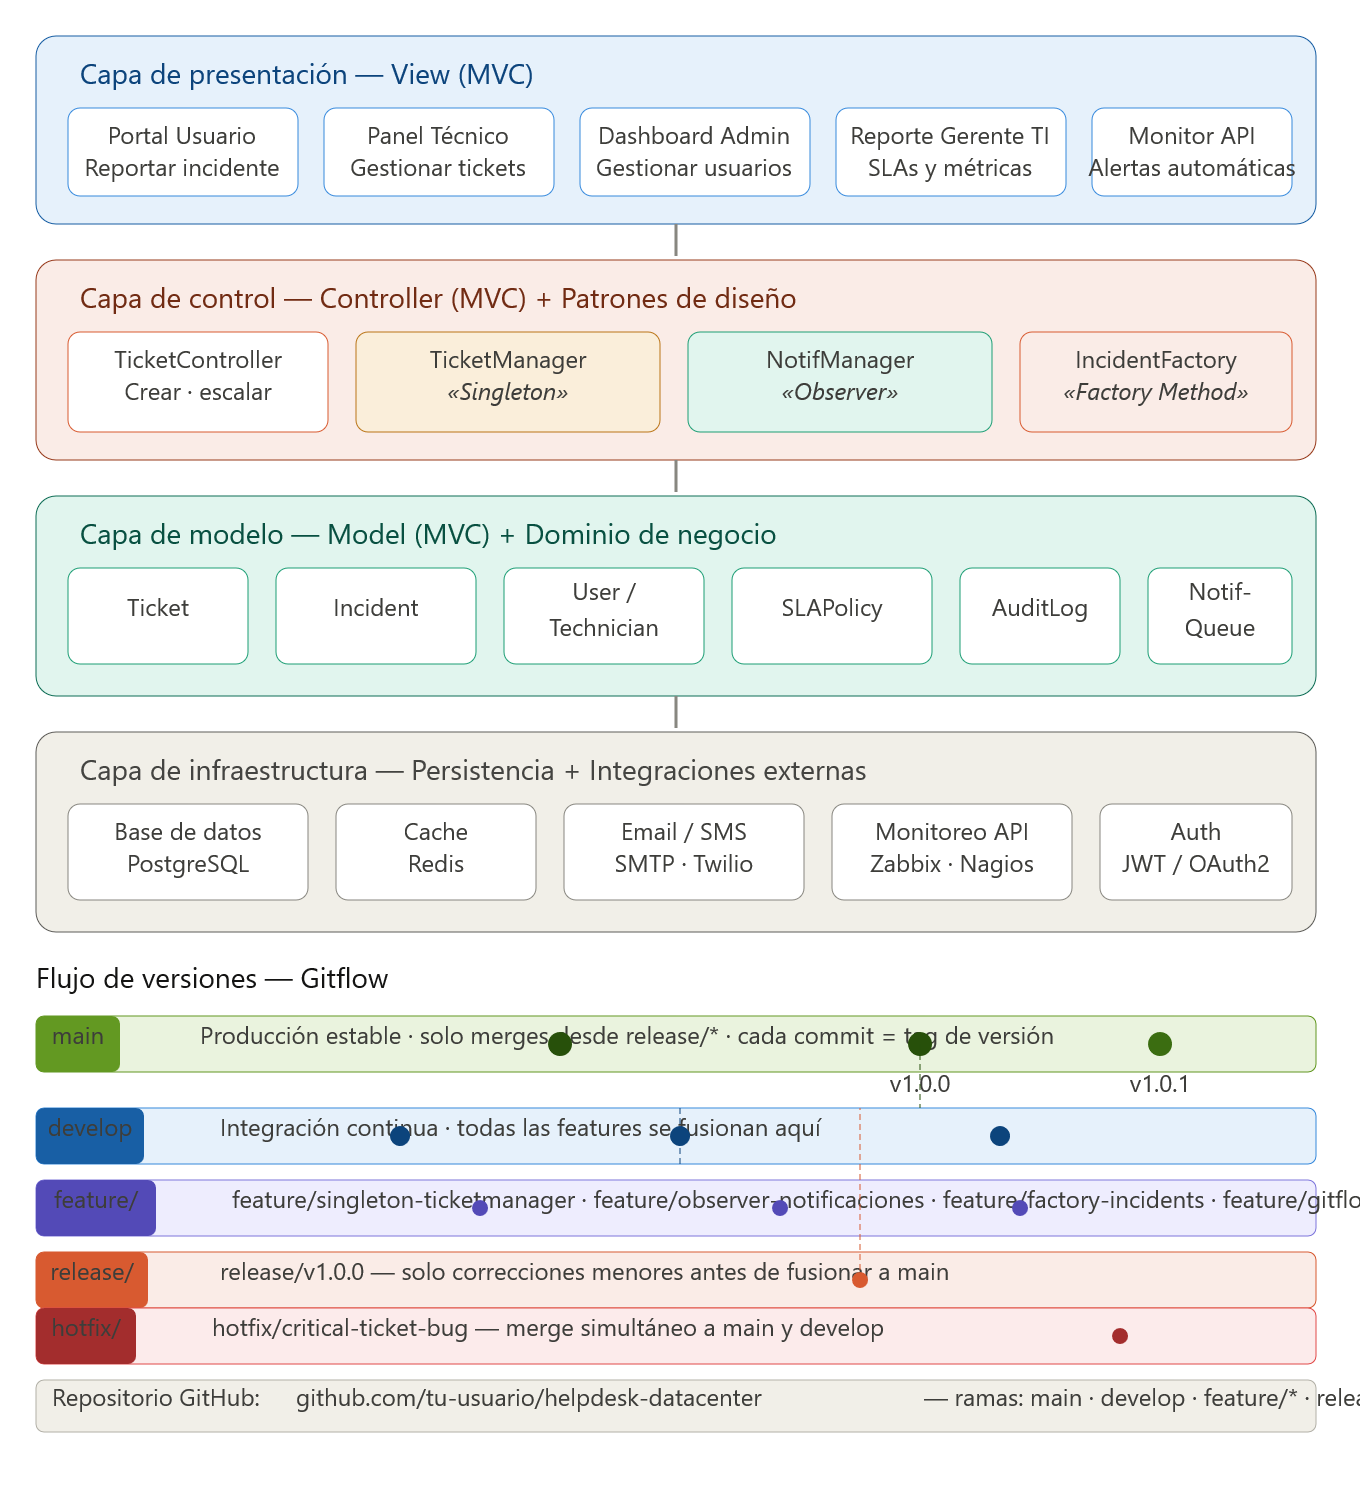 Capa de presentación — View (MVC)
Portal Usuario
Reportar incidente
Panel Técnico
Gestionar tickets
Dashboard Admin
Gestionar usuarios
Reporte Gerente TI
SLAs y métricas
Monitor API
Alertas automáticas
Capa de control — Controller (MVC) + Patrones de diseño
TicketController
Crear · escalar
TicketManager
«Singleton»
NotifManager
«Observer»
IncidentFactory
«Factory Method»
Capa de modelo — Model (MVC) + Dominio de negocio
Ticket
Incident
User /
Technician
SLAPolicy
AuditLog
Notif-
Queue
Capa de infraestructura — Persistencia + Integraciones externas
Base de datos
PostgreSQL
Cache
Redis
Email / SMS
SMTP · Twilio
Monitoreo API
Zabbix · Nagios
Auth
JWT / OAuth2
Flujo de versiones — Gitflow
main
Producción estable · solo merges desde release/* · cada commit = tag de versión
v1.0.0
v1.0.1
develop
Integración continua · todas las features se fusionan aquí
feature/
feature/singleton-ticketmanager · feature/observer-notificaciones · feature/factory-incidents · feature/gitflo
release/
release/v1.0.0 — solo correcciones menores antes de fusionar a main
hotfix/
hotfix/critical-ticket-bug — merge simultáneo a main y develop
Repositorio GitHub:
github.com/tu-usuario/helpdesk-datacenter
— ramas: main · develop · feature/* · relea